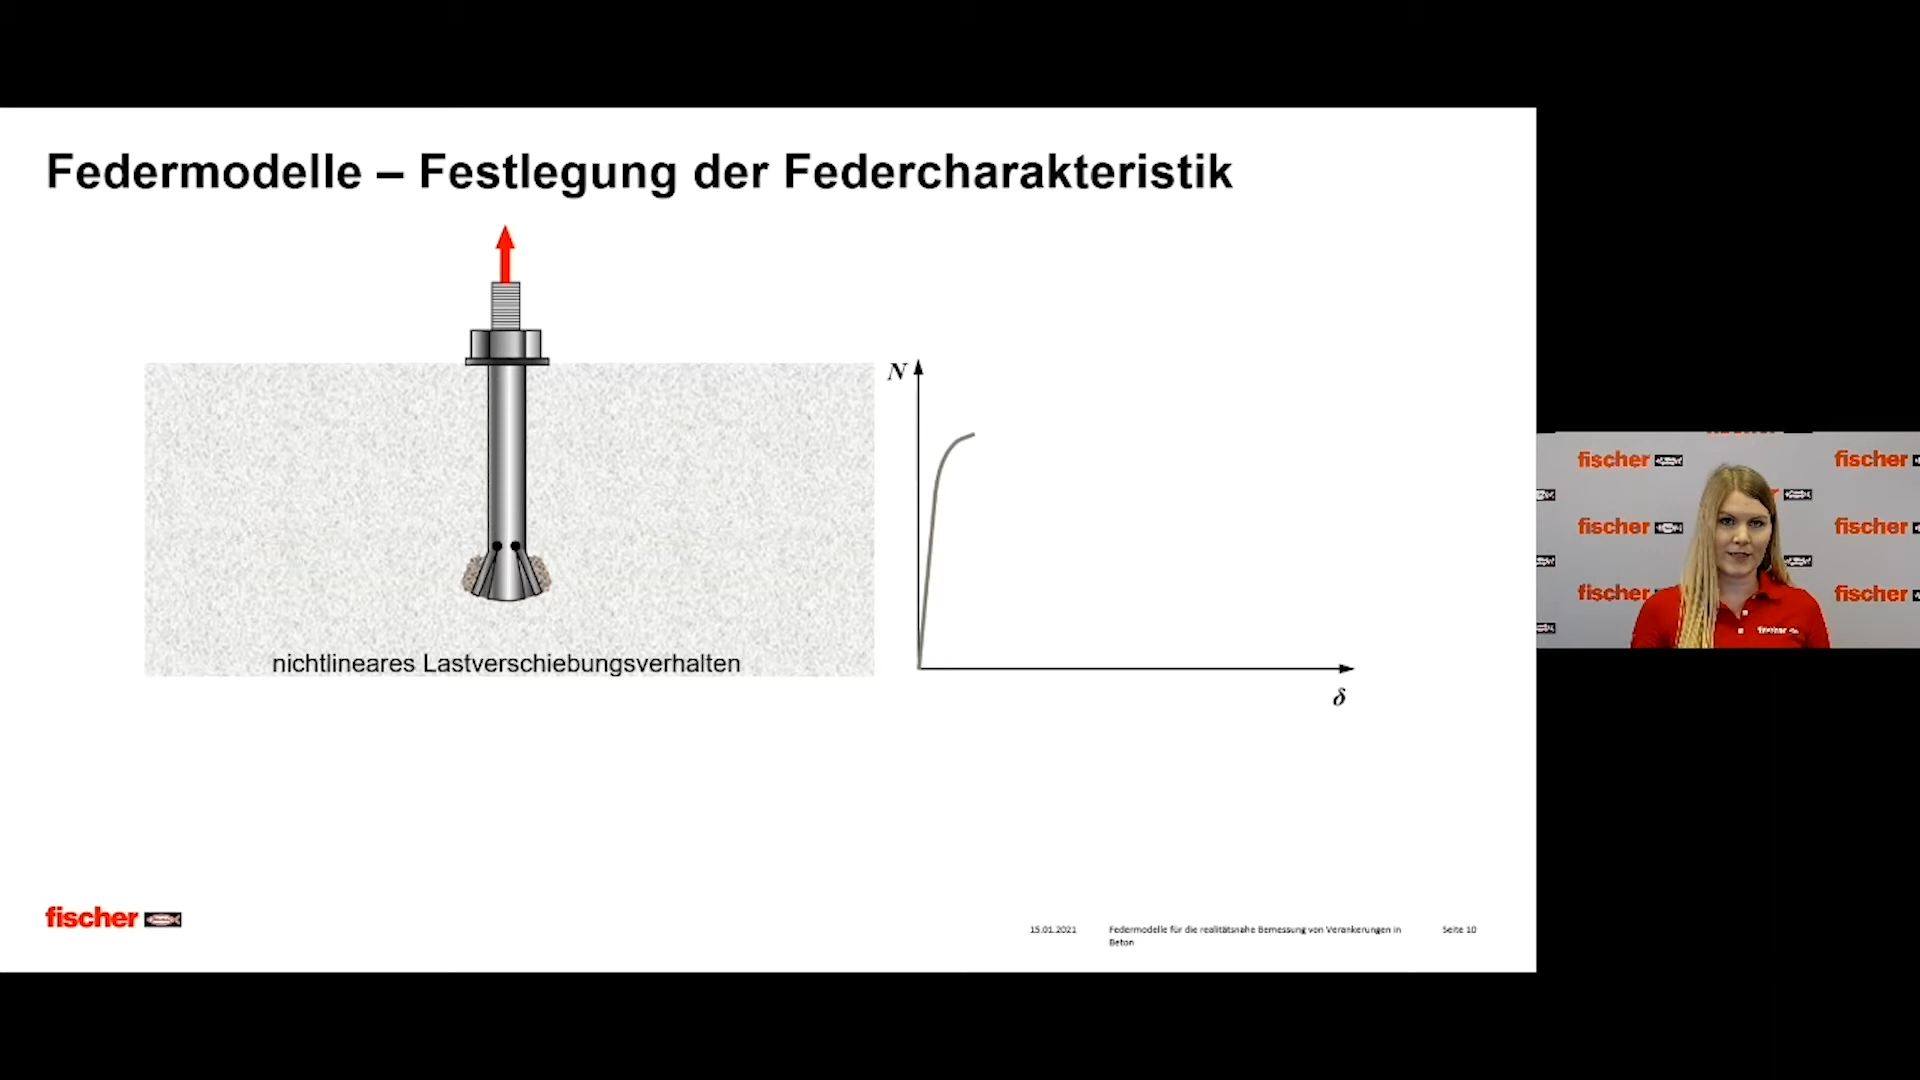 Federmodelle – Festlegung der Federcharakteristik
N
nichtlineares Lastverschiebungsverhalten
δ
fischer
15.01.2021
Federmodelle für die realitätsnahe Bemessung von Verankerungen in
Beton
Seite 10
fischer
fischer
fischer
fischer
fischer
fischer
fischer